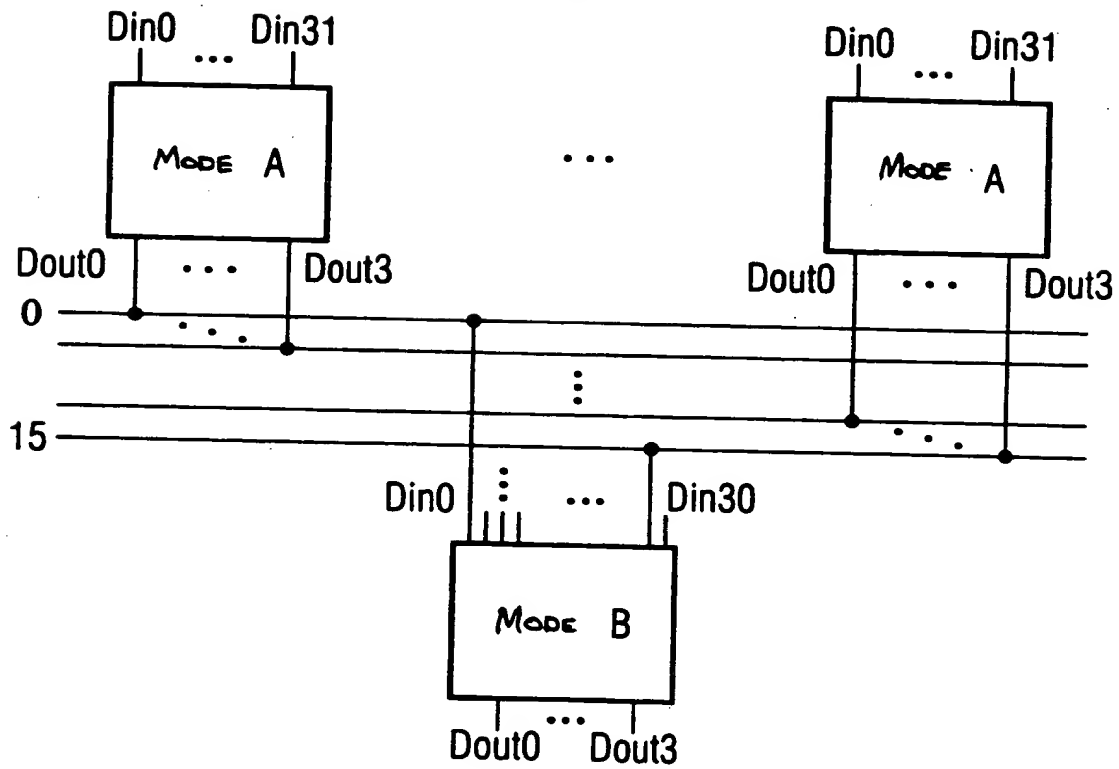 Din0 ... Din31
Din0 ... Din31
MODE A
...
MODE A
Dout0 ... Dout3
Dout0 ... Dout3
0
15
Din0 ... Din30
MODE B
Dout0 ... Dout3